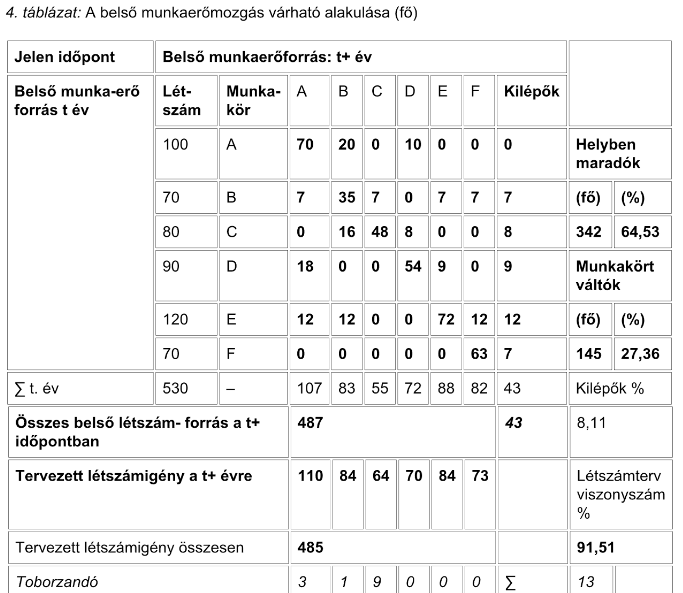 4. táblázat: A belső munkaerőmozgás várható alakulása (fő)
Jelen időpont Belső munkaerőforrás: t+ év
Belső munka-erő forrás t év Lét-szám Munka-kör A B C D E F Kilépők
100 A 70 20 0 10 0 0 0 Helyben maradók
70 B 7 35 7 0 7 7 7 (fő) (%)
80 C 0 16 48 8 0 0 8 342 64,53
90 D 18 0 0 54 9 0 9 Munkakört váltók
120 E 12 12 0 0 72 12 12 (fő) (%)
70 F 0 0 0 0 0 63 7 145 27,36
∑ t. év 530 – 107 83 55 72 88 82 43 Kilépők %
Összes belső létszám- forrás a t+ időpontban 487 43 8,11
Tervezett létszámigény a t+ évre 110 84 64 70 84 73 Létszámterv viszonyszám %
Tervezett létszámigény összesen 485 91,51
Toborzandó 3 1 9 0 0 0 ∑ 13